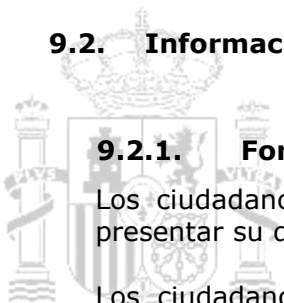 9.2. Informac
9.2.1. For
Los ciudadano
presentar su d
Los ciudadano